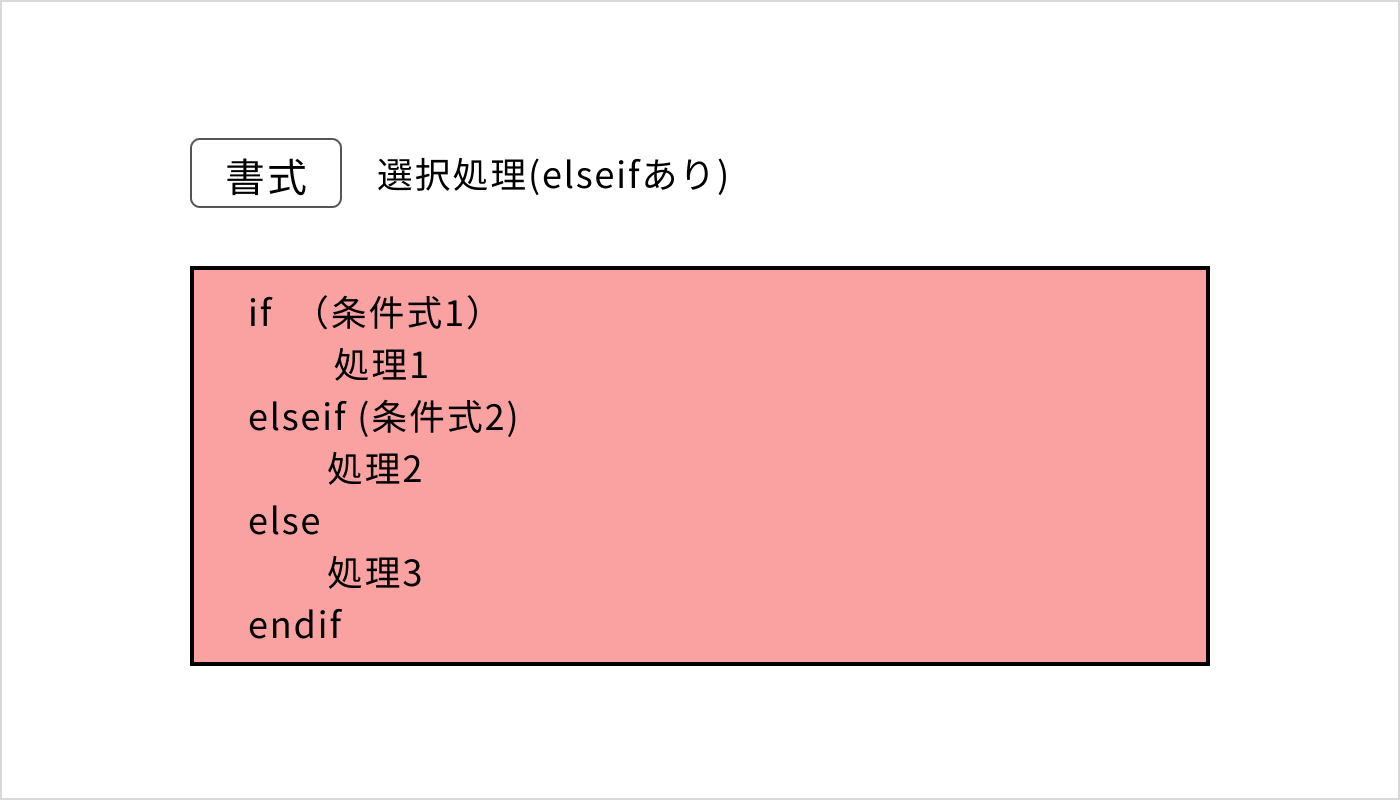 書式
選択処理(elseifあり)
if （条件式1）
処理1
elseif (条件式2)
処理2
else
処理3
endif